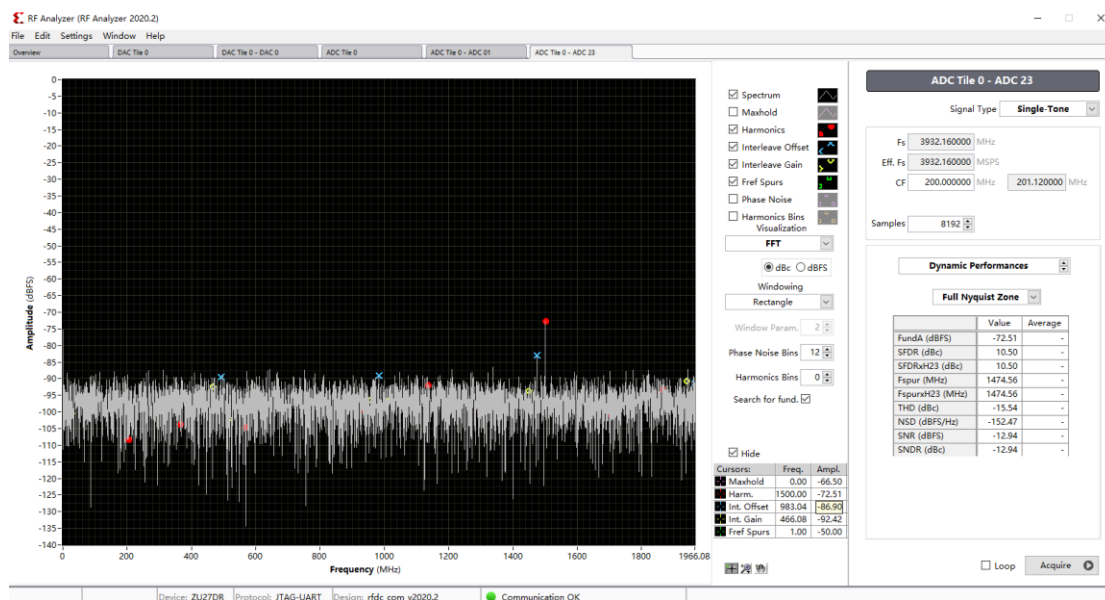 RF Analyzer (RF Analyzer 2020.2)
File Edit Settings Window Help
Overview DAC Tile 0 DAC Tile 0 - DAC 0 ADC Tile 0 ADC Tile 0 - ADC 01 ADC Tile 0 - ADC 23
Amplitude (dBFS)
0-
-5-
-10-
-15-
-20-
-25-
-30-
-35-
-40-
-45-
-50-
-55-
-60-
-65-
-70-
-75-
-80-
-85-
-90-
-95-
-100-
-105-
-110-
-115-
-120-
-125-
-130-
-135-
-140-
0 200 400 600 800 1000 1200 1400 1600 1800 1966.08
Frequency (MHz)
Spectrum
Maxhold
Harmonics
Interleave Offset
Interleave Gain
Fref Spurs
Phase Noise
Harmonics Bins
Visualization
FFT
dBc dBFS
Windowing
Rectangle
Window Param. 2
Phase Noise Bins 12
Harmonics Bins 0
Search for fund.
Hide
Cursors: Freq. Ampl.
Maxhold 0.00 -66.50
Harm. 1500.00 -72.51
Int. Offset 983.04 -86.90
Int. Gain 466.08 -92.42
Fref Spurs 1.00 -50.00
ADC Tile 0 - ADC 23
Signal Type Single-Tone
Fs 3932.160000 MHz
Eff. Fs 3932.160000 MSPS
CF 200.000000 MHz 201.120000 MHz
Samples 8192
Dynamic Performances
Full Nyquist Zone
Value Average
FundA (dBFS) -72.51 -
SFDR (dBc) 10.50 -
SFDRxH23 (dBc) 10.50 -
Fspur (MHz) 1474.56 -
FspurxH23 (MHz) 1474.56 -
THD (dBc) -15.54 -
NSD (dBFS/Hz) -152.47 -
SNR (dBFS) -12.94 -
SNDR (dBc) -12.94 -
Loop Acquire
Device: ZU27DR Protocol: JTAG-UART Design: rfdc_com_v2020.2 Communication OK